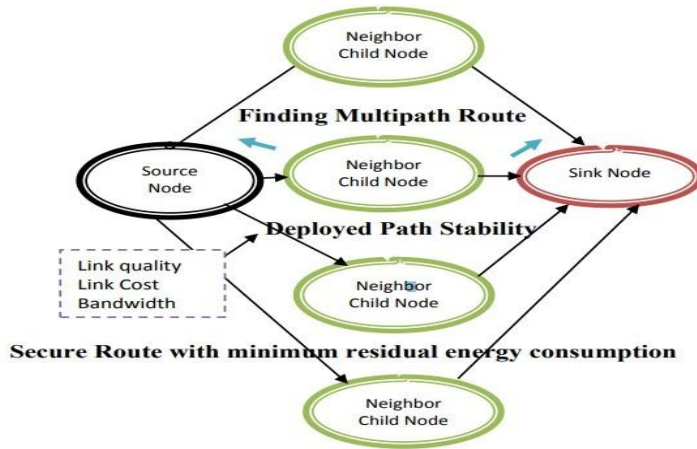 Neighbor
Child Node
Finding Multipath Route
Source
Node
Neighbor
Child Node
Sink Node
Deployed Path Stability
Link quality
Link Cost
Bandwidth
Neighbor
Child Node
Secure Route with minimum residual energy consumption
Neighbor
Child Node